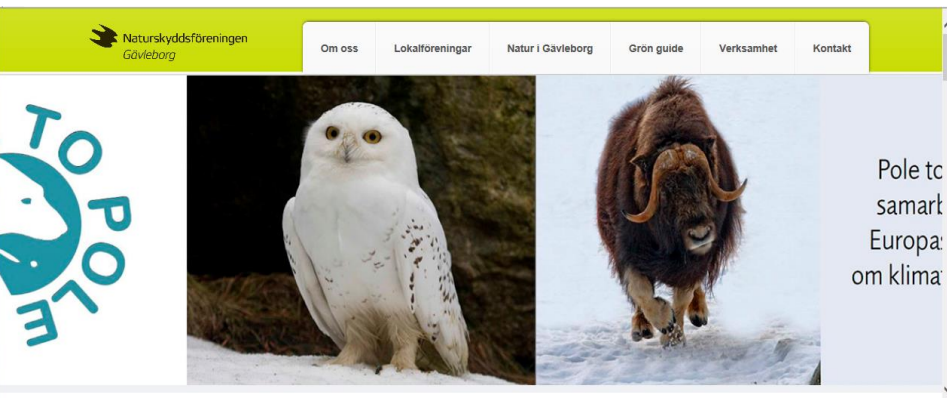 Naturskyddsföreningen
Gävleborg
Om oss Lokalföreningar Natur i Gävleborg Grön guide Verksamhet Kontakt
TO POLE
Pole to
samarb
Europas
om klimat